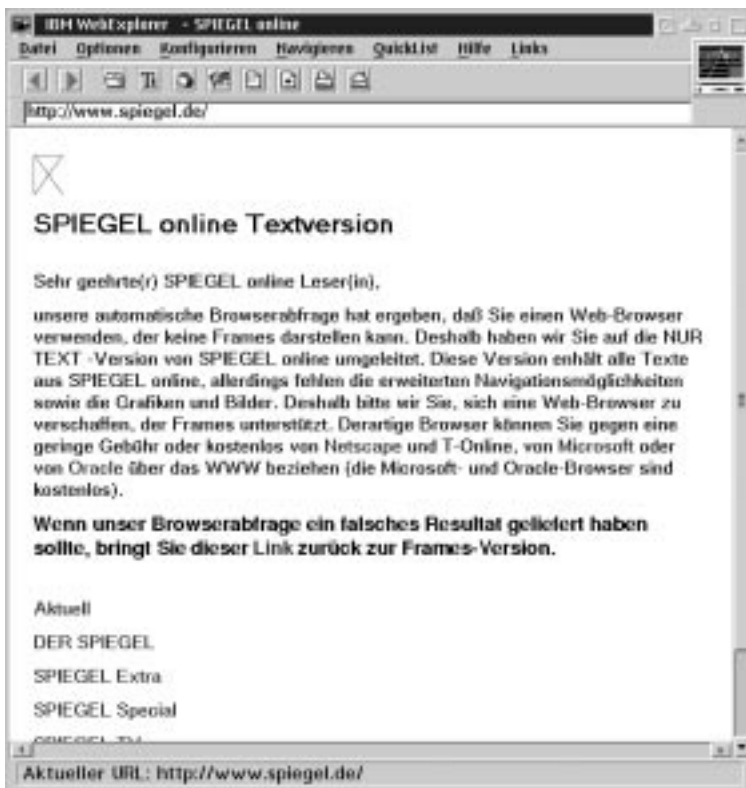 IBM WebExplorer - SPIEGEL online
Datei Optionen Konfigurieren Navigieren QuickList Hilfe Links
http://www.spiegel.de/
SPIEGEL online Textversion
Sehr geehrte(r) SPIEGEL online Leser(in),
unsere automatische Browserabfrage hat ergeben, daß Sie einen Web-Browser
verwenden, der keine Frames darstellen kann. Deshalb haben wir Sie auf die NUR
TEXT -Version von SPIEGEL online umgeleitet. Diese Version enhält alle Texte
aus SPIEGEL online, allerdings fehlen die erweiterten Navigationsmöglichkeiten
sowie die Grafiken und Bilder. Deshalb bitte wir Sie, sich eine Web-Browser zu
verschaffen, der Frames unterstützt. Derartige Browser können Sie gegen eine
geringe Gebühr oder kostenlos von Netscape und T-Online, von Microsoft oder
von Oracle über das WWW beziehen (die Microsoft- und Oracle-Browser sind
kostenlos).
Wenn unser Browserabfrage ein falsches Resultat geliefert haben
sollte, bringt Sie dieser Link zurück zur Frames-Version.
Aktuell
DER SPIEGEL
SPIEGEL Extra
SPIEGEL Special
SPIEGEL TV
Aktueller URL: http://www.spiegel.de/